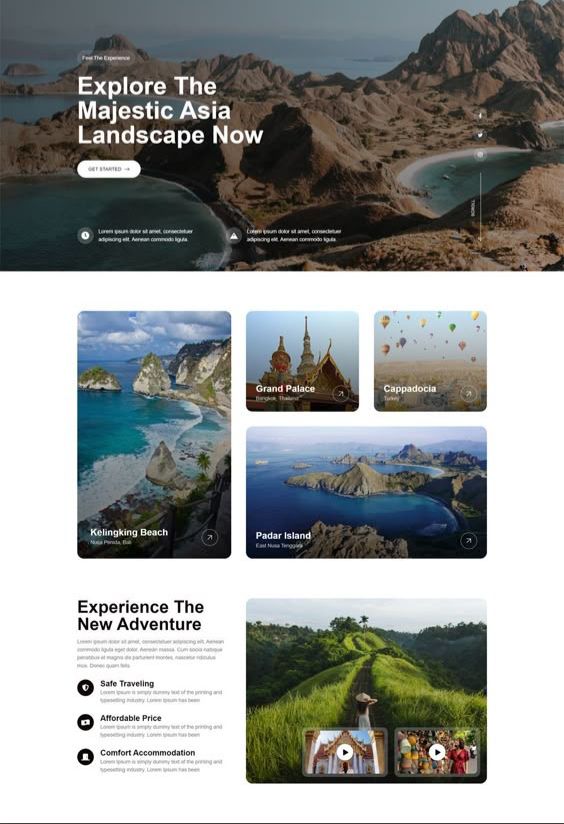 Feel The Experience
Explore The
Majestic Asia
Landscape Now
GET STARTED
SCROLL
Lorem ipsum dolor sit amet, consectetuer
adipiscing elit. Aenean commodo ligula.
Lorem ipsum dolor sit amet, consectetuer
adipiscing elit. Aenean commodo ligula.
Kelingking Beach
Nusa Penida, Bali
Grand Palace
Bangkok, Thailand
Cappadocia
Turkey
Padar Island
East Nusa Tenggara
Experience The
New Adventure
Lorem ipsum dolor sit amet, consectetuer adipiscing elit. Aenean
commodo ligula eget dolor. Aenean massa. Cum sociis natoque
penatibus et magnis dis parturient montes, nascetur ridiculus
mus. Donec quam felis
Safe Traveling
Lorem Ipsum is simply dummy text of the printing and
typesetting industry. Lorem Ipsum has been
Affordable Price
Lorem Ipsum is simply dummy text of the printing and
typesetting industry. Lorem Ipsum has been
Comfort Accommodation
Lorem Ipsum is simply dummy text of the printing and
typesetting industry. Lorem Ipsum has been